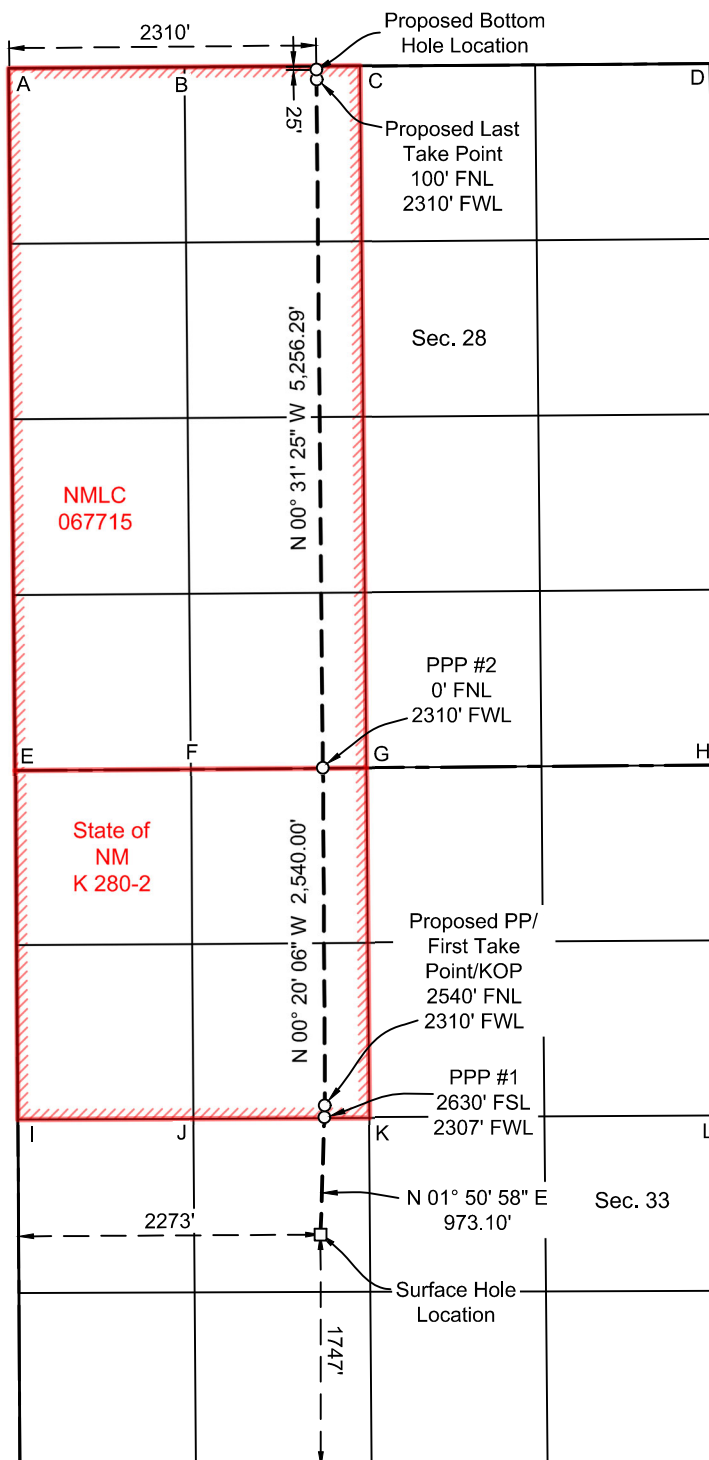 2310'
Proposed Bottom
Hole Location
A
B
C
D
25'
Proposed Last
Take Point
100' FNL
2310' FWL
N 00° 31' 25" W 5,256.29'
Sec. 28
NMLC
067715
PPP #2
0' FNL
2310' FWL
E
F
G
H
State of
NM
K 280-2
N 00° 20' 06" W 2,540.00'
Proposed PP/
First Take
Point/KOP
2540' FNL
2310' FWL
PPP #1
2630' FSL
2307' FWL
I
J
K
L
N 01° 50' 58" E
973.10'
Sec. 33
2273'
Surface Hole
Location
1747'